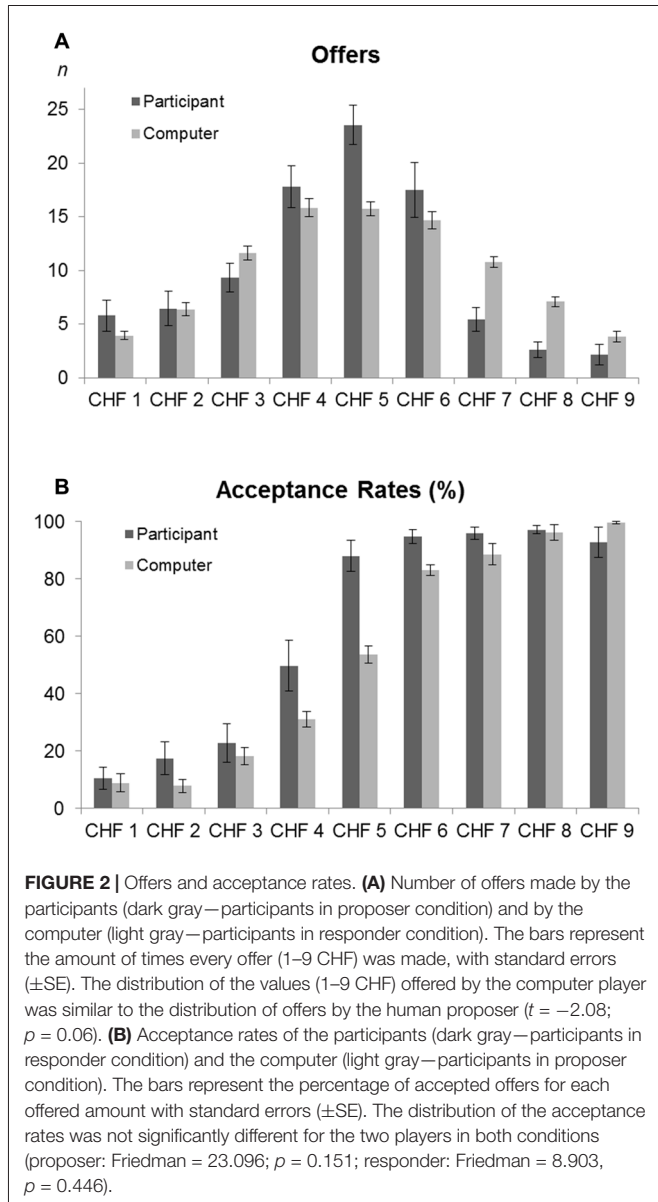 A
Offers
n
Participant
Computer
25
20
15
10
5
0
CHF 1 CHF 2 CHF 3 CHF 4 CHF 5 CHF 6 CHF 7 CHF 8 CHF 9
B
Acceptance Rates (%)
Participant
Computer
100
80
60
40
20
0
CHF 1 CHF 2 CHF 3 CHF 4 CHF 5 CHF 6 CHF 7 CHF 8 CHF 9
FIGURE 2 | Offers and acceptance rates. (A) Number of offers made by the
participants (dark gray—participants in proposer condition) and by the
computer (light gray—participants in responder condition). The bars represent
the amount of times every offer (1–9 CHF) was made, with standard errors
(±SE). The distribution of the values (1–9 CHF) offered by the computer player
was similar to the distribution of offers by the human proposer (t = −2.08;
p = 0.06). (B) Acceptance rates of the participants (dark gray—participants in
responder condition) and the computer (light gray—participants in proposer
condition). The bars represent the percentage of accepted offers for each
offered amount with standard errors (±SE). The distribution of the acceptance
rates was not significantly different for the two players in both conditions
(proposer: Friedman = 23.096; p = 0.151; responder: Friedman = 8.903,
p = 0.446).